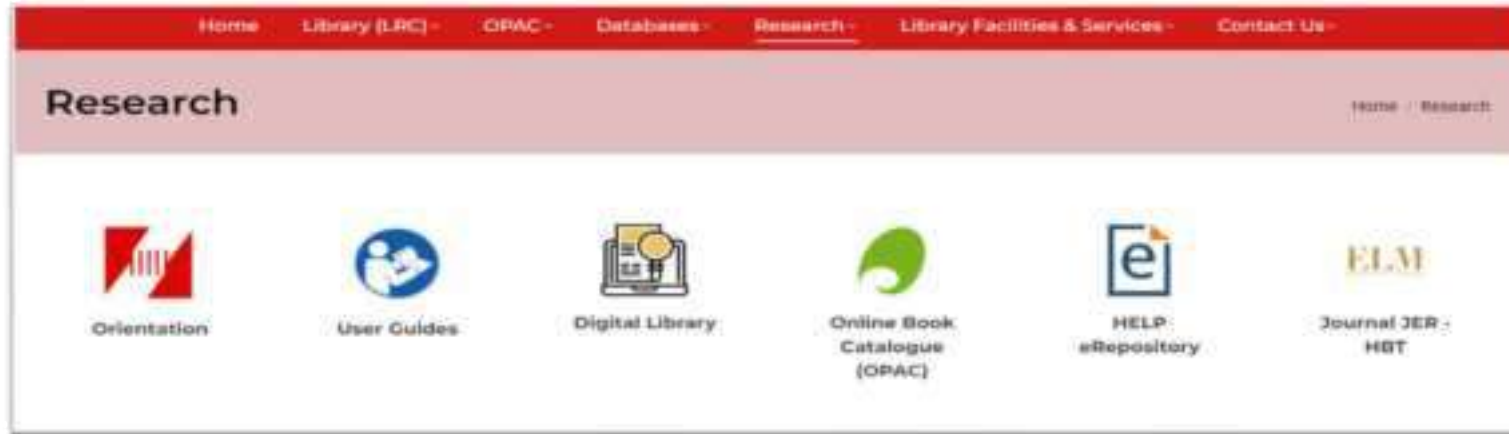 Home Library (LRC) OPAC Databases Research Library Facilities & Services Contact Us
Research
Home / Research
ELM
Orientation
User Guides
Digital Library
Online Book
Catalogue
(OPAC)
e
HELP
eRepository
Journal JER -
HBT